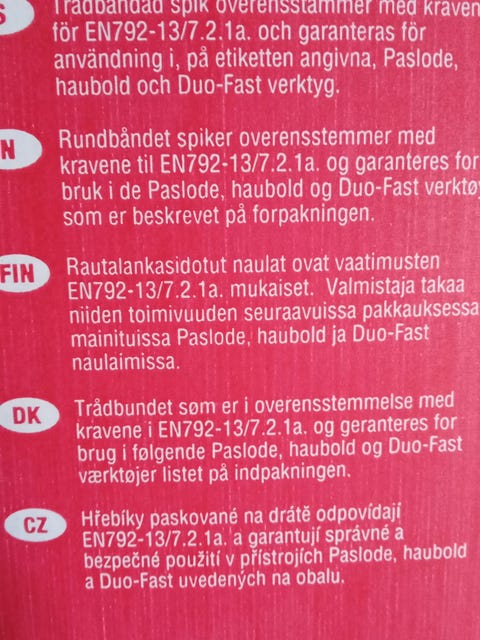 S
Trådbandad spik överensstämmer med kraven
för EN792-13/7.2.1a. och garanteras för
användning i, på etiketten angivna, Paslode,
haubold och Duo-Fast verktyg.
N
Rundbåndet spiker overensstemmer med
kravene til EN792-13/7.2.1a. og garanteres for
bruk i de Paslode, haubold og Duo-Fast verktøy
som er beskrevet på forpakningen.
FIN
Rautalankasidotut naulat ovat vaatimusten
EN792-13/7.2.1a. mukaiset. Valmistaja takaa
niiden toimivuuden seuraavuissa pakkauksessa
mainituissa Paslode, haubold ja Duo-Fast
naulaimissa.
DK
Trådbundet søm er i overensstemmelse med
kravene i EN792-13/7.2.1a. og geranteres for
brug i følgende Paslode, haubold og Duo-Fast
værktøjer listet på indpakningen.
CZ
Hřebíky paskované na drátě odpovídají
EN792-13/7.2.1a. a garantují správné a
bezpečné použití v přístrojích Paslode, haubold
a Duo-Fast uvedených na obalu.